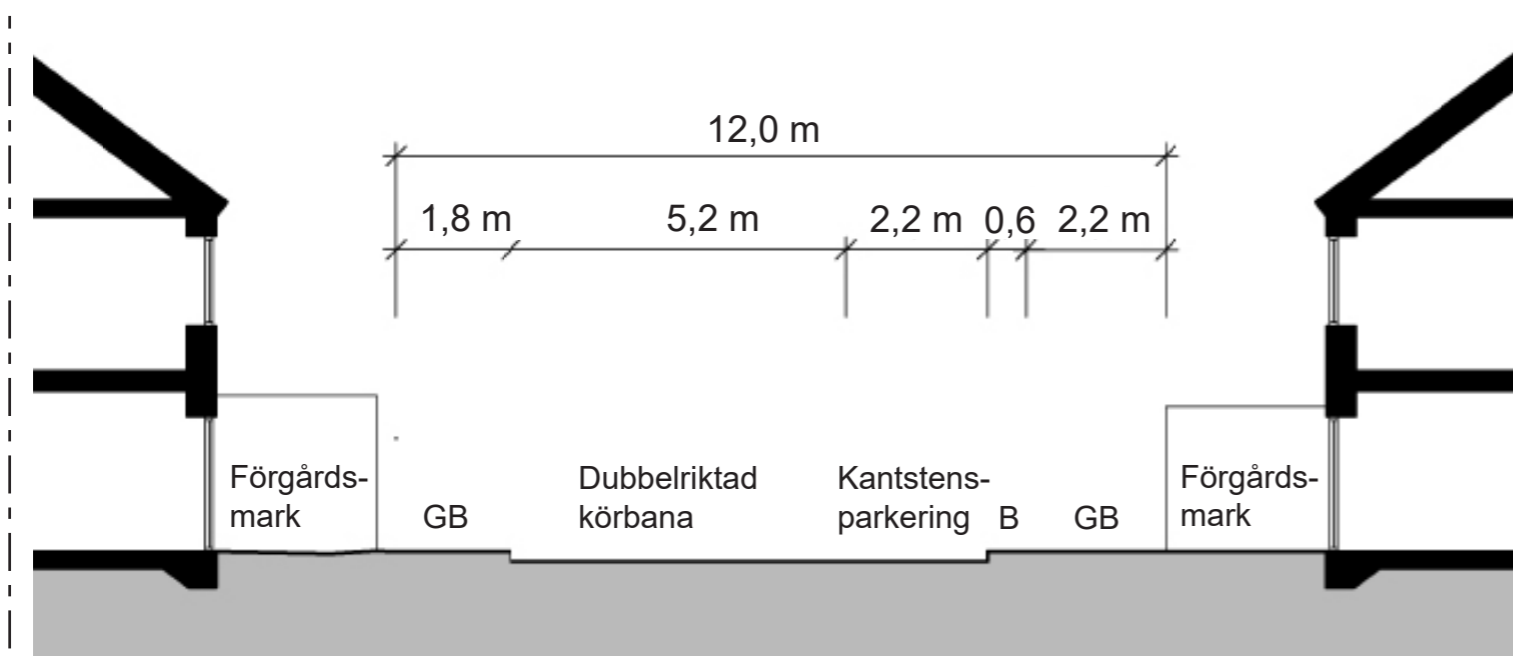 12,0 m
1,8 m 5,2 m 2,2 m 0,6 2,2 m
Förgårds-
mark
GB
Dubbelriktad
körbana
Kantstens-
parkering
B
GB
Förgårds-
mark